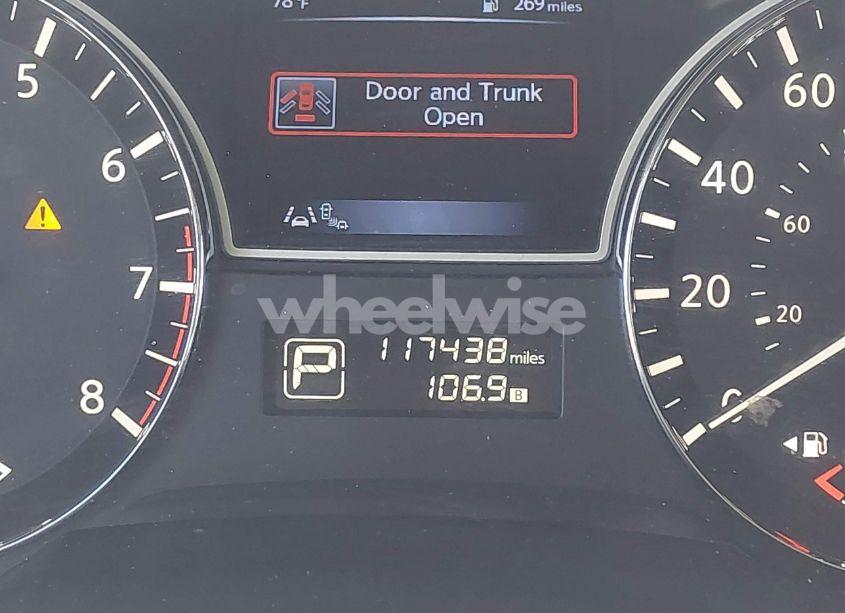 78°F 269 miles
Door and Trunk
Open
5
6
7
8
60
40
20
0
60
20
wheelwise
P
117438 miles
106.9 B